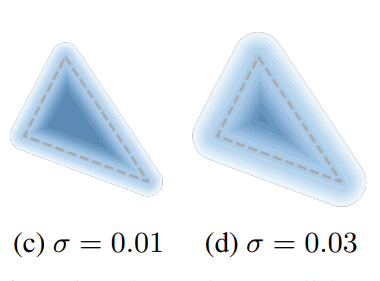 (c) σ = 0.01 (d) σ = 0.03